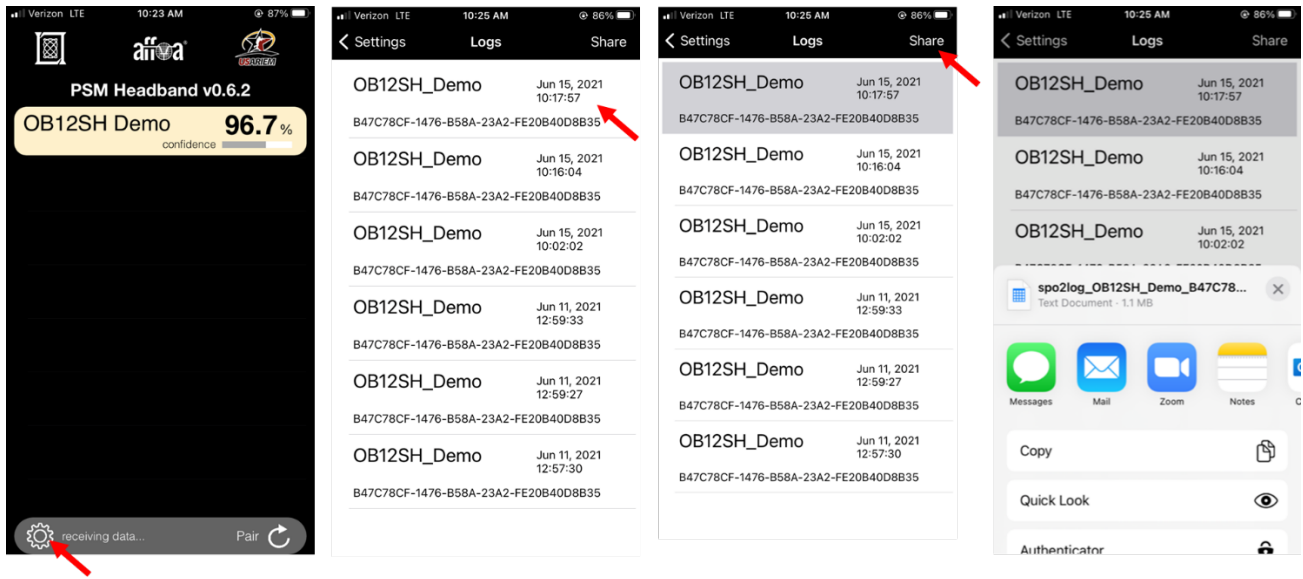 Verizon LTE 10:23 AM 87%
affoa
USARIEM
PSM Headband v0.6.2
OB12SH Demo 96.7%
confidence
receiving data... Pair
Verizon LTE 10:25 AM 86%
Settings Logs Share
OB12SH_Demo Jun 15, 2021
10:17:57
B47C78CF-1476-B58A-23A2-FE20B40D8B35
OB12SH_Demo Jun 15, 2021
10:16:04
B47C78CF-1476-B58A-23A2-FE20B40D8B35
OB12SH_Demo Jun 15, 2021
10:02:02
B47C78CF-1476-B58A-23A2-FE20B40D8B35
OB12SH_Demo Jun 11, 2021
12:59:33
B47C78CF-1476-B58A-23A2-FE20B40D8B35
OB12SH_Demo Jun 11, 2021
12:59:27
B47C78CF-1476-B58A-23A2-FE20B40D8B35
OB12SH_Demo Jun 11, 2021
12:57:30
B47C78CF-1476-B58A-23A2-FE20B40D8B35
Verizon LTE 10:25 AM 86%
Settings Logs Share
OB12SH_Demo Jun 15, 2021
10:17:57
B47C78CF-1476-B58A-23A2-FE20B40D8B35
OB12SH_Demo Jun 15, 2021
10:16:04
B47C78CF-1476-B58A-23A2-FE20B40D8B35
OB12SH_Demo Jun 15, 2021
10:02:02
B47C78CF-1476-B58A-23A2-FE20B40D8B35
OB12SH_Demo Jun 11, 2021
12:59:33
B47C78CF-1476-B58A-23A2-FE20B40D8B35
OB12SH_Demo Jun 11, 2021
12:59:27
B47C78CF-1476-B58A-23A2-FE20B40D8B35
OB12SH_Demo Jun 11, 2021
12:57:30
B47C78CF-1476-B58A-23A2-FE20B40D8B35
Verizon LTE 10:25 AM 86%
Settings Logs Share
OB12SH_Demo Jun 15, 2021
10:17:57
B47C78CF-1476-B58A-23A2-FE20B40D8B35
OB12SH_Demo Jun 15, 2021
10:16:04
B47C78CF-1476-B58A-23A2-FE20B40D8B35
OB12SH_Demo Jun 15, 2021
10:02:02
spo2log_OB12SH_Demo_B47C78...
Text Document · 1.1 MB
Messages Mail Zoom Notes
Copy
Quick Look
Authenticator